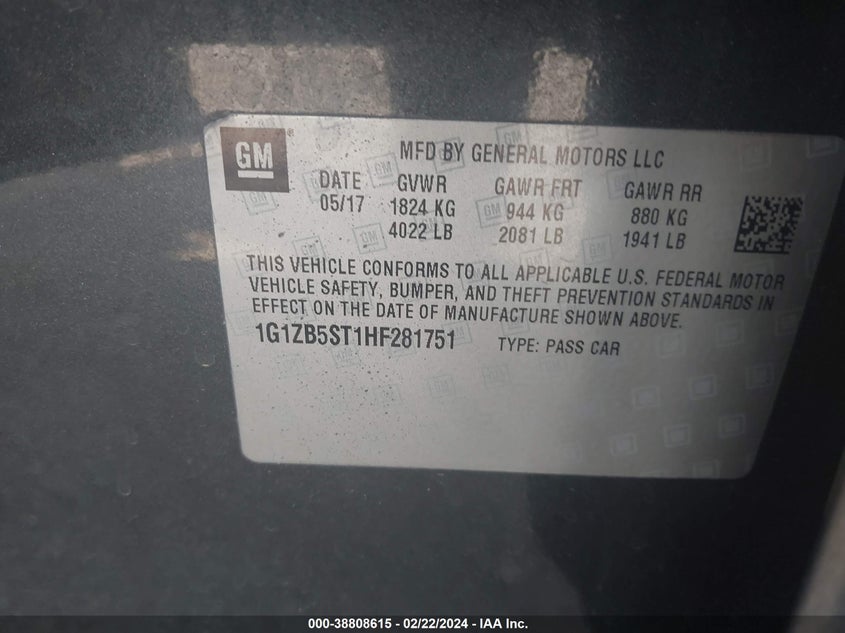 GM
MFD BY GENERAL MOTORS LLC
DATE GVWR GAWR FRT GAWR RR
05/17 1824 KG 944 KG 880 KG
4022 LB 2081 LB 1941 LB
THIS VEHICLE CONFORMS TO ALL APPLICABLE U.S. FEDERAL MOTOR
VEHICLE SAFETY, BUMPER, AND THEFT PREVENTION STANDARDS IN
EFFECT ON THE DATE OF MANUFACTURE SHOWN ABOVE.
1G1ZB5ST1HF281751 TYPE: PASS CAR
000-38808615 - 02/22/2024 - IAA Inc.